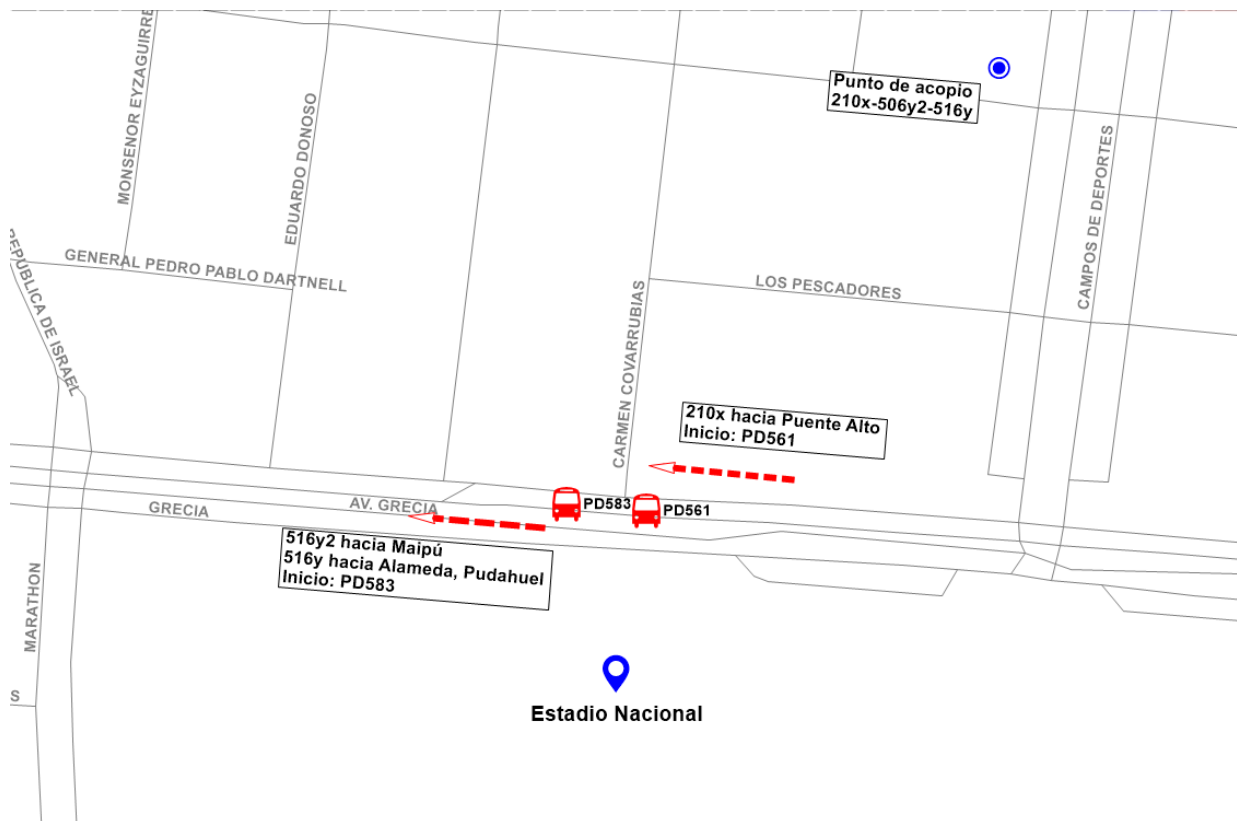 MONSENOR EYZAGUIRRE
EDUARDO DONOSO
Punto de acopio
210x-506y2-516y
CAMPOS DE DEPORTES
REPUBLICA DE ISRAEL
GENERAL PEDRO PABLO DARTNELL
LOS PESCADORES
CARMEN COVARRUBIAS
210x hacia Puente Alto
Inicio: PD561
AV. GRECIA
PD583
PD561
GRECIA
516y2 hacia Maipú
516y hacia Alameda, Pudahuel
Inicio: PD583
MARATHON
S
Estadio Nacional